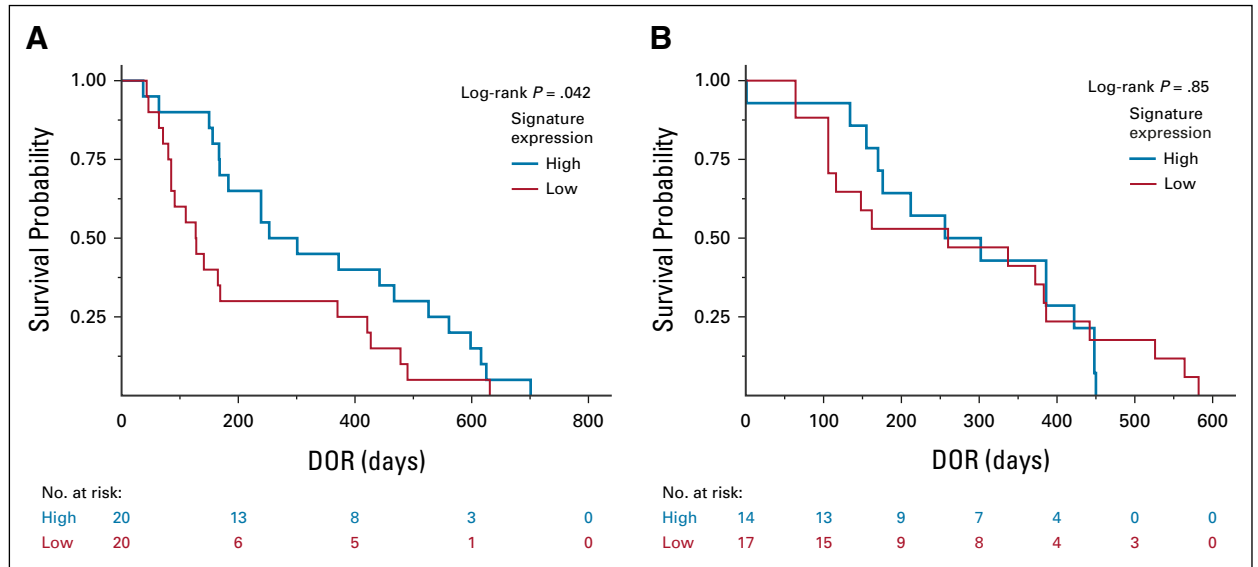 A
Log-rank P = .042
Signature
expression
High
Low
Survival Probability
1.00
0.75
0.50
0.25
0 200 400 600 800
DOR (days)
No. at risk:
High 20 13 8 3 0
Low 20 6 5 1 0
B
Log-rank P = .85
Signature
expression
High
Low
Survival Probability
1.00
0.75
0.50
0.25
0 100 200 300 400 500 600
DOR (days)
No. at risk:
High 14 13 9 7 4 0 0
Low 17 15 9 8 4 3 0